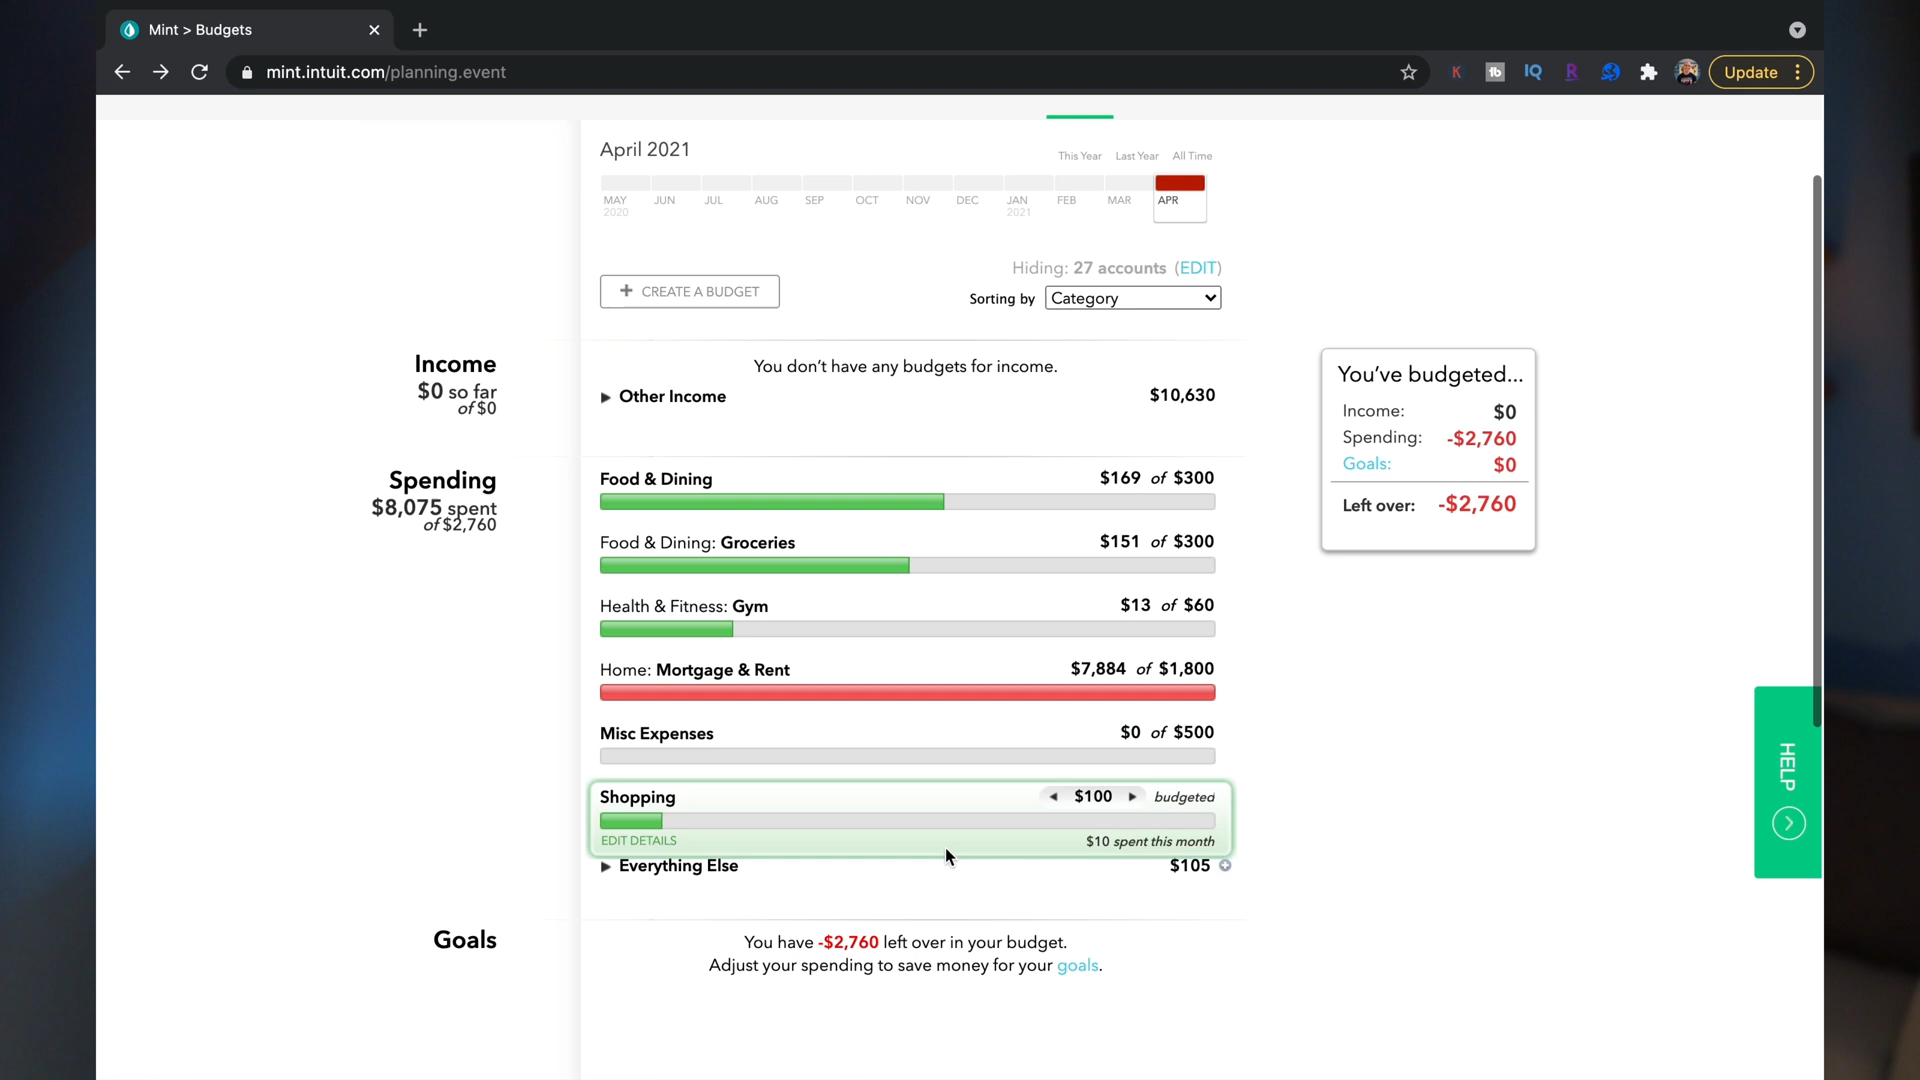 Mint > Budgets
mint.intuit.com/planning.event
K
tb
IQ
R
Update
April 2021
This Year Last Year All Time
MAY JUN JUL AUG SEP OCT NOV DEC JAN FEB MAR APR
2020 2021
Hiding: 27 accounts (EDIT)
+ CREATE A BUDGET
Sorting by Category
Income
$0 so far
of $0
You don’t have any budgets for income.
Other Income $10,630
You’ve budgeted...
Income: $0
Spending: -$2,760
Goals: $0
Left over: -$2,760
Spending
$8,075 spent
of $2,760
Food & Dining $169 of $300
Food & Dining: Groceries $151 of $300
Health & Fitness: Gym $13 of $60
Home: Mortgage & Rent $7,884 of $1,800
Misc Expenses $0 of $500
Shopping $100 budgeted
EDIT DETAILS $10 spent this month
Everything Else $105
HELP
Goals
You have -$2,760 left over in your budget.
Adjust your spending to save money for your goals.